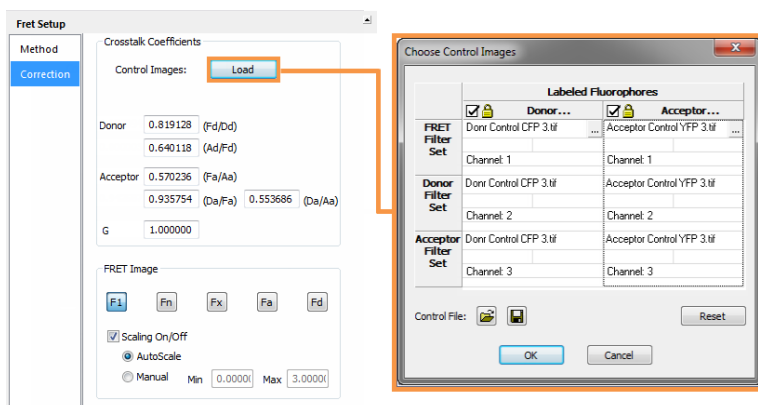 Fret Setup
Method
Correction
Crosstalk Coefficients
Control Images: Load
Donor 0.819128 (Fd/Dd)
0.640118 (Ad/Fd)
Acceptor 0.570236 (Fa/Aa)
0.935754 (Da/Fa) 0.553686 (Da/Aa)
G 1.000000
FRET Image
F1 Fn Fx Fa Fd
Scaling On/Off
AutoScale
Manual Min 0.0000( Max 3.0000(
Choose Control Images
Labeled Fluorophores
Donor... Acceptor...
FRET Filter Set
Donr Control CFP 3.tif ... Acceptor Control YFP 3.tif ...
Channel: 1 Channel: 1
Donor Filter Set
Donr Control CFP 3.tif Acceptor Control YFP 3.tif
Channel: 2 Channel: 2
Acceptor Filter Set
Donr Control CFP 3.tif Acceptor Control YFP 3.tif
Channel: 3 Channel: 3
Control File: Reset
OK Cancel